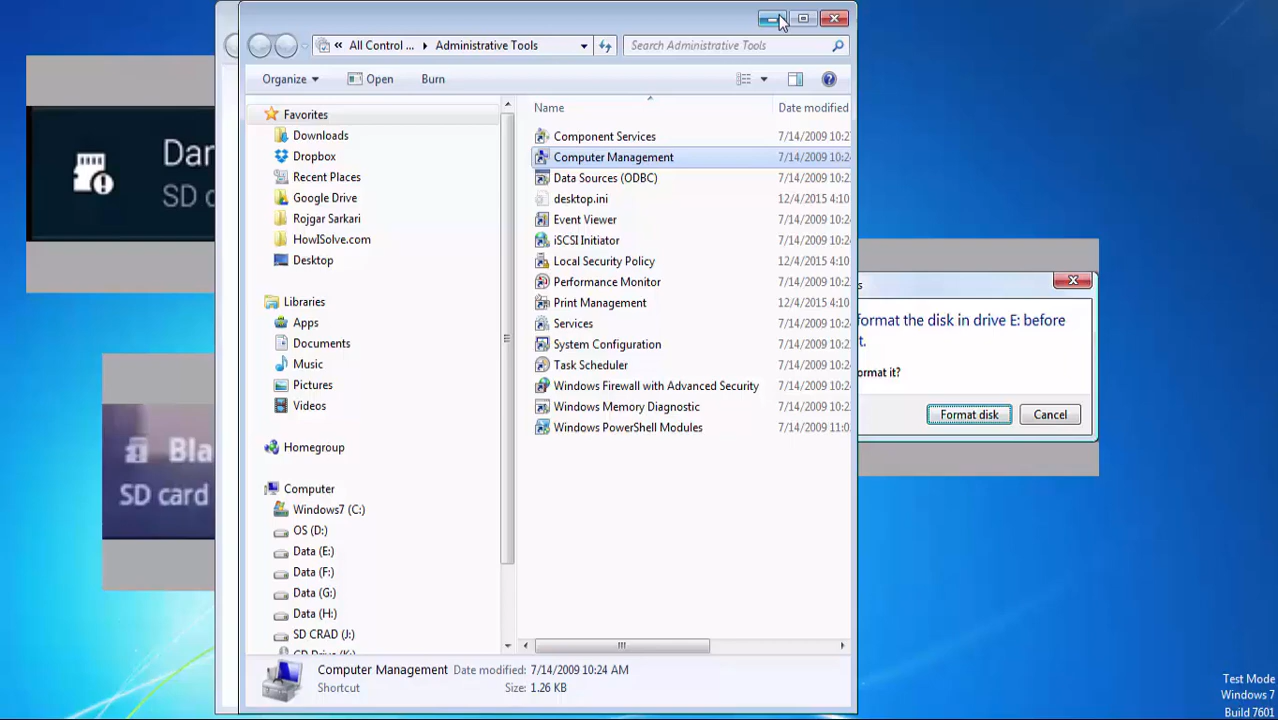 « All Control ... ▸ Administrative Tools
Search Administrative Tools
Organize
Open
Burn
Favorites
Downloads
Dropbox
Recent Places
Google Drive
Rojgar Sarkari
HowISolve.com
Desktop
Libraries
Apps
Documents
Music
Pictures
Videos
Homegroup
Computer
Windows7 (C:)
OS (D:)
Data (E:)
Data (F:)
Data (G:)
Data (H:)
SD CRAD (J:)
Name
Date modified
Component Services 7/14/2009 10:2
Computer Management 7/14/2009 10:2
Data Sources (ODBC) 7/14/2009 10:2
desktop.ini 12/4/2015 4:10
Event Viewer 7/14/2009 10:2
iSCSI Initiator 7/14/2009 10:2
Local Security Policy 12/4/2015 4:10
Performance Monitor 7/14/2009 10:2
Print Management 12/4/2015 4:10
Services 7/14/2009 10:2
System Configuration 7/14/2009 10:2
Task Scheduler 7/14/2009 10:2
Windows Firewall with Advanced Security 7/14/2009 10:2
Windows Memory Diagnostic 7/14/2009 10:2
Windows PowerShell Modules 7/14/2009 11:0
Computer Management Date modified: 7/14/2009 10:24 AM
Shortcut Size: 1.26 KB
Dar
SD c
Bla
SD card
s
format the disk in drive E: before
t.
ormat it?
Format disk
Cancel
Test Mode
Windows 7
Build 7601